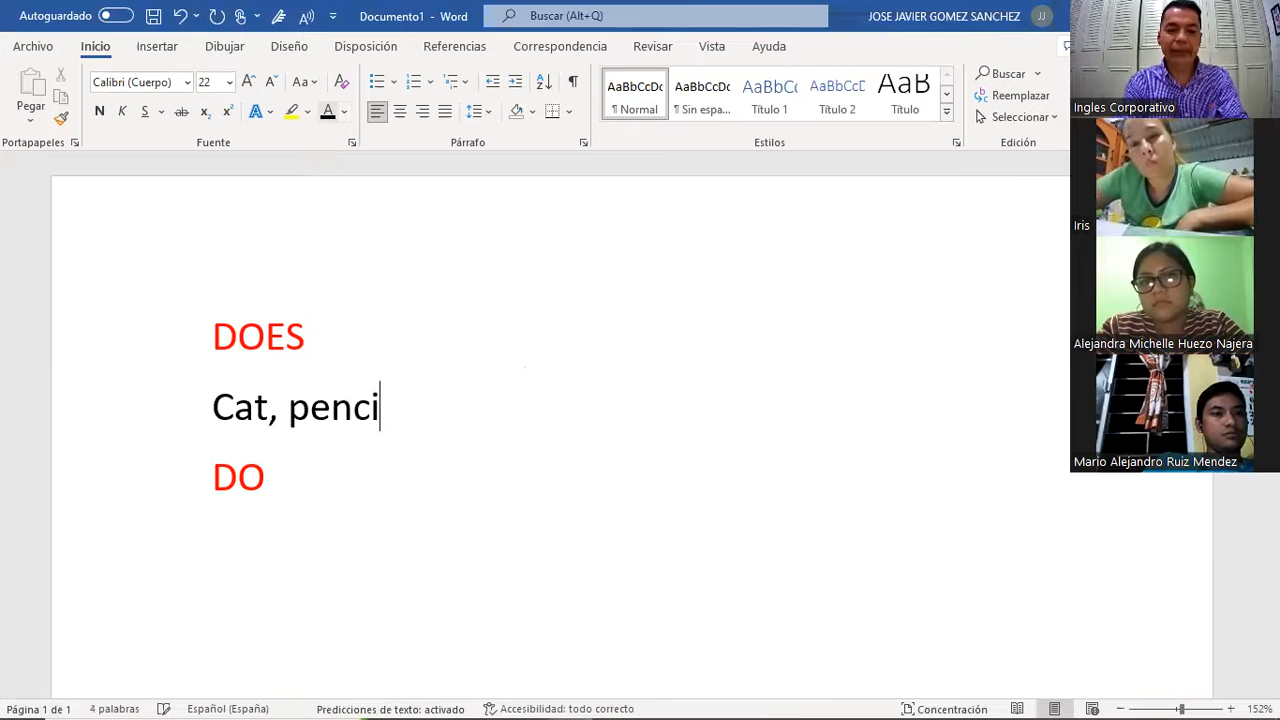 Autoguardado
Documento1 - Word
Buscar (Alt+Q)
JOSE JAVIER GOMEZ SANCHEZ
JJ
Archivo
Inicio
Insertar
Dibujar
Diseño
Disposición
Referencias
Correspondencia
Revisar
Vista
Ayuda
Pegar
Calibri (Cuerpo)
22
Portapapeles
Fuente
Párrafo
AaBbCcDc
¶ Normal
AaBbCcDc
¶ Sin espa...
AaBbCc
Título 1
AaBbCcD
Título 2
AaB
Título
Estilos
Buscar
Reemplazar
Seleccionar
Edición
Ingles Corporativo
Iris
Alejandra Michelle Huezo Najera
Mario Alejandro Ruiz Mendez
DOES
Cat, penci
DO
Página 1 de 1
4 palabras
Español (España)
Predicciones de texto: activado
Accesibilidad: todo correcto
Concentración
152%